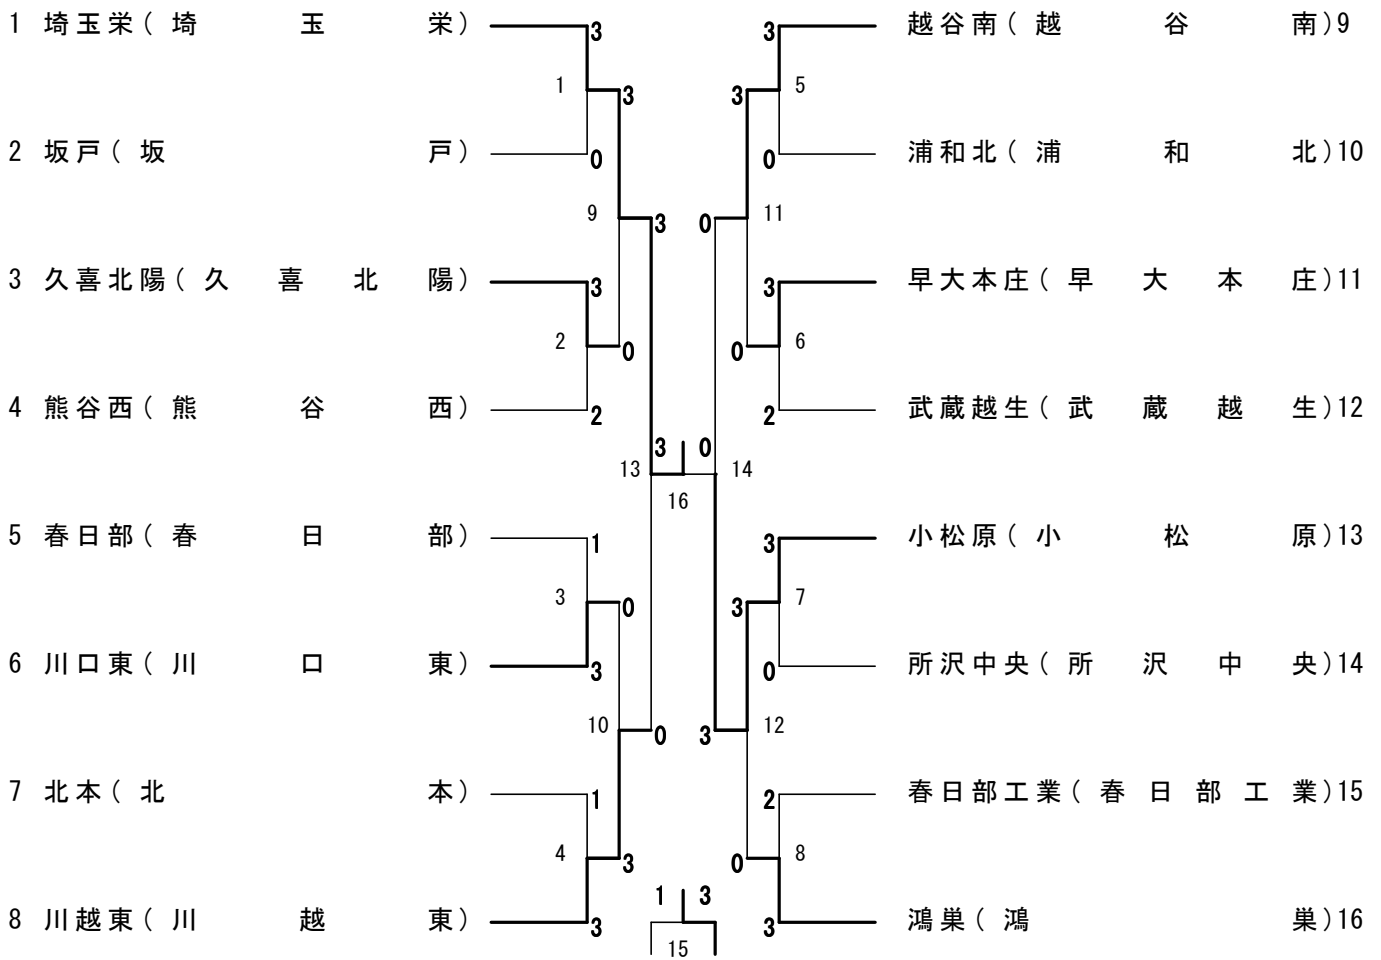 1 埼玉栄(埼玉栄) 3 3 越谷南(越谷南)9
1 5
3 3
2 坂戸(坂戸) 0 0 浦和北(浦和北)10
9 11
3 0
3 久喜北陽(久喜北陽) 3 3 早大本庄(早大本庄)11
2 6
0 0
4 熊谷西(熊谷西) 2 2 武蔵越生(武蔵越生)12
3 0
13 14
16
5 春日部(春日部) 1 3 小松原(小松原)13
3 7
0 3
6 川口東(川口東) 3 0 所沢中央(所沢中央)14
10 12
0 3
7 北本(北本) 1 2 春日部工業(春日部工業)15
4 8
3 0
1 3
8 川越東(川越東) 3 3 鴻巣(鴻巣)16
15